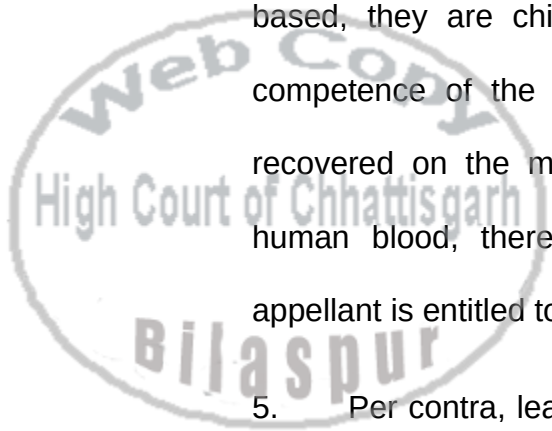 based, they are chi
competence of the
recovered on the m
human blood, there
appellant is entitled to
5. Per contra, lea
Web Copy
High Court of Chhattisgarh
Bilaspur